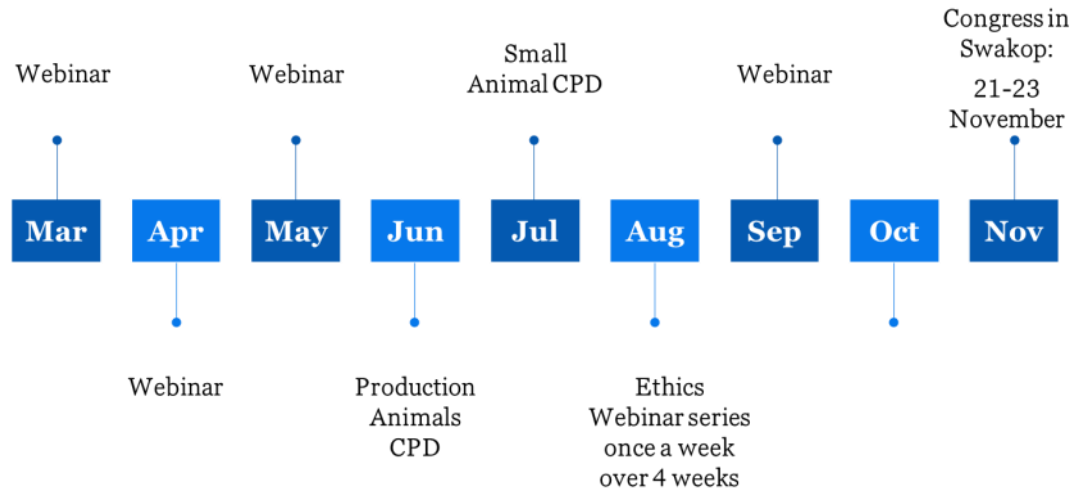 Webinar
Webinar
Small
Animal CPD
Webinar
Congress in
Swakop:
21-23
November
Mar
Apr
May
Jun
Jul
Aug
Sep
Oct
Nov
Webinar
Production
Animals
CPD
Ethics
Webinar series
once a week
over 4 weeks